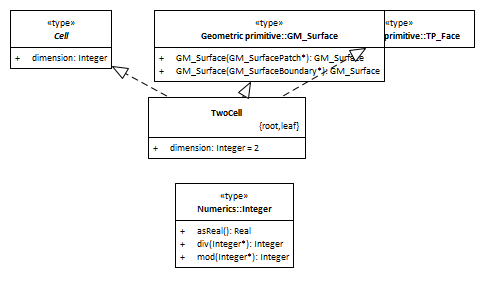 «type»
Cell
+ dimension: Integer
«type»
Geometric primitive::GM_Surface
+ GM_Surface(GM_SurfacePatch*): GM_Surface
+ GM_Surface(GM_SurfaceBoundary*): GM_Surface
«type»
primitive::TP_Face
TwoCell
{root,leaf}
+ dimension: Integer = 2
«type»
Numerics::Integer
+ asReal(): Real
+ div(Integer*): Integer
+ mod(Integer*): Integer